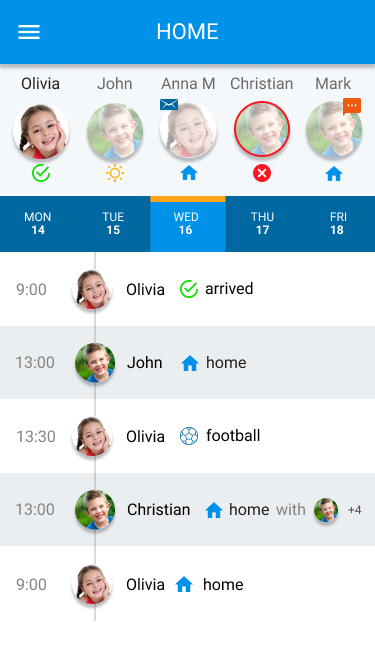 HOME
Olivia John Anna M Christian Mark
MON TUE WED THU FRI
14 15 16 17 18
9:00 Olivia arrived
13:00 John home
13:30 Olivia football
13:00 Christian home with +4
9:00 Olivia home